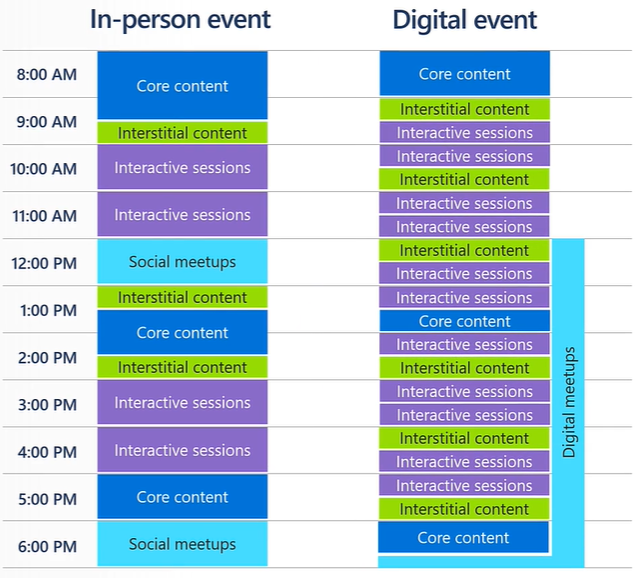 In-person event
Digital event
8:00 AM
Core content
Core content
9:00 AM
Interstitial content
Interstitial content
Interactive sessions
10:00 AM
Interactive sessions
Interactive sessions
Interstitial content
11:00 AM
Interactive sessions
Interactive sessions
Interactive sessions
12:00 PM
Social meetups
Interstitial content
Interactive sessions
1:00 PM
Interstitial content
Interactive sessions
Core content
Core content
2:00 PM
Interactive sessions
Interstitial content
Interstitial content
3:00 PM
Interactive sessions
Interactive sessions
Interactive sessions
Digital meetups
4:00 PM
Interactive sessions
Interstitial content
Interactive sessions
5:00 PM
Core content
Interactive sessions
Interstitial content
6:00 PM
Social meetups
Core content